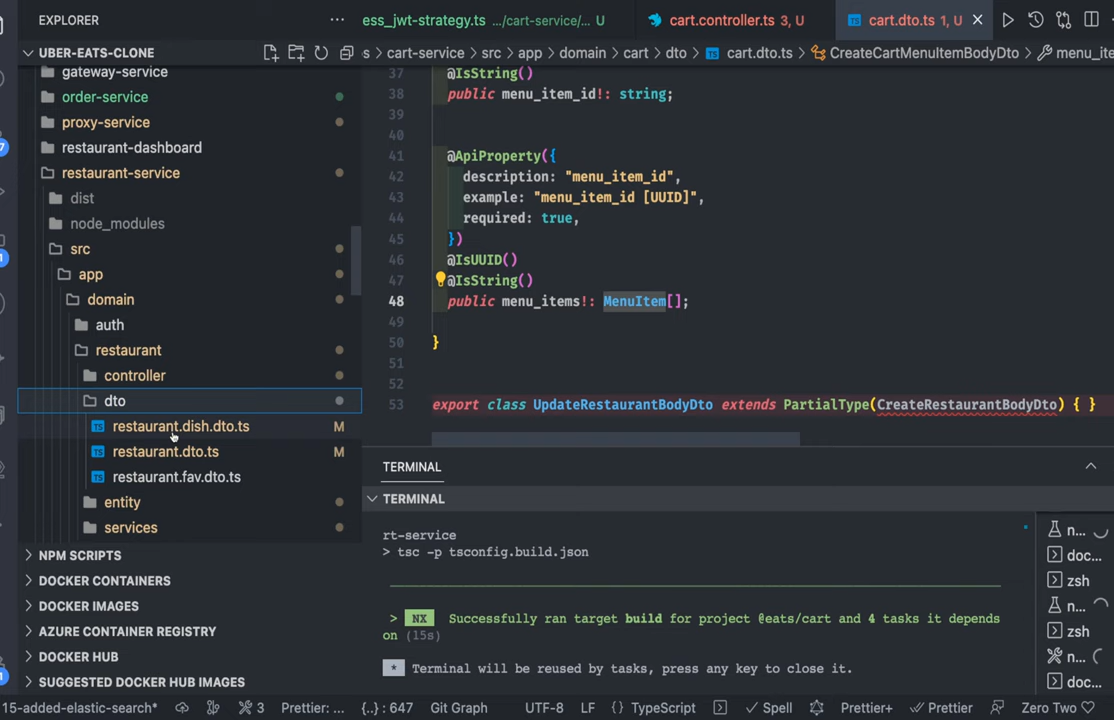 EXPLORER
ess_jwt-strategy.ts .../cart-service/... U
cart.controller.ts 3, U
cart.dto.ts 1, U
UBER-EATS-CLONE
s > cart-service > src > app > domain > cart > dto > cart.dto.ts > CreateCartMenuItemBodyDto > menu_ite
gateway-service
order-service
proxy-service
restaurant-dashboard
restaurant-service
dist
node_modules
src
app
domain
auth
restaurant
controller
dto
restaurant.dish.dto.ts M
restaurant.dto.ts M
restaurant.fav.dto.ts
entity
services
NPM SCRIPTS
DOCKER CONTAINERS
DOCKER IMAGES
AZURE CONTAINER REGISTRY
DOCKER HUB
SUGGESTED DOCKER HUB IMAGES
37 @IsString()
38 public menu_item_id!: string;
39
40
41 @ApiProperty({
42 description: "menu_item_id",
43 example: "menu_item_id [UUID]",
44 required: true,
45 })
46 @IsUUID()
47 @IsString()
48 public menu_items!: MenuItem[];
49
50 }
51
52
53 export class UpdateRestaurantBodyDto extends PartialType(CreateRestaurantBodyDto) { }
TERMINAL
TERMINAL
rt-service
> tsc -p tsconfig.build.json
> NX Successfully ran target build for project @eats/cart and 4 tasks it depends
on (15s)
* Terminal will be reused by tasks, press any key to close it.
n...
doc...
zsh
n...
zsh
n...
doc...
15-added-elastic-search* 3 Prettier: ... {..} : 647 Git Graph UTF-8 LF {} TypeScript Spell Prettier+ Prettier Zero Two